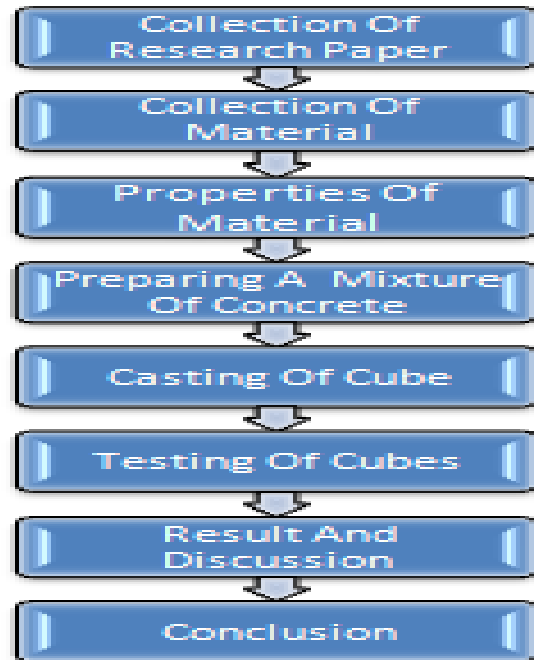 Collection Of
Research Paper
Collection Of
Material
Properties Of
Material
Preparing A Mixture
Of Concrete
Casting Of Cube
Testing Of Cubes
Result And
Discussion
Conclusion